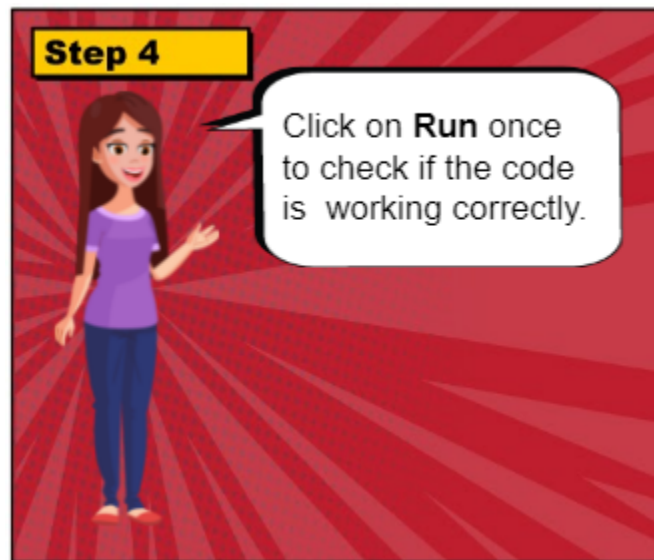 Step 4
Click on Run once
to check if the code
is  working correctly.